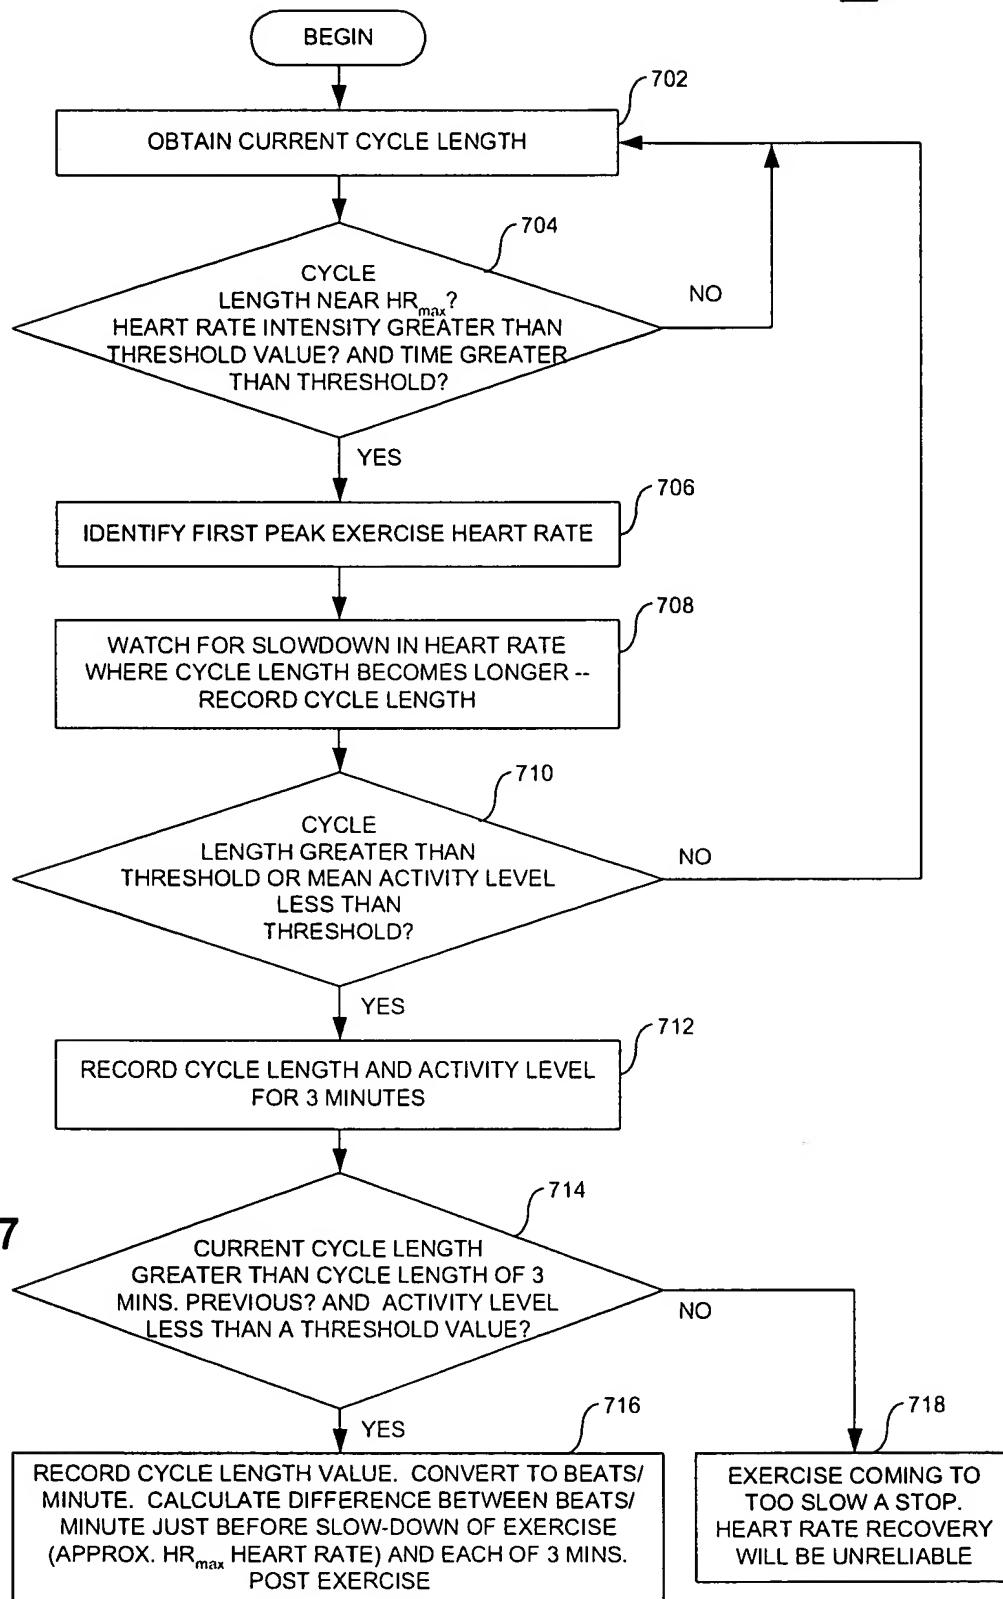 BEGIN
702
OBTAIN CURRENT CYCLE LENGTH
704
CYCLE
LENGTH NEAR HRmax?
HEART RATE INTENSITY GREATER THAN
THRESHOLD VALUE? AND TIME GREATER
THAN THRESHOLD?
NO
YES
706
IDENTIFY FIRST PEAK EXERCISE HEART RATE
708
WATCH FOR SLOWDOWN IN HEART RATE
WHERE CYCLE LENGTH BECOMES LONGER --
RECORD CYCLE LENGTH
710
CYCLE
LENGTH GREATER THAN
THRESHOLD OR MEAN ACTIVITY LEVEL
LESS THAN
THRESHOLD?
NO
YES
712
RECORD CYCLE LENGTH AND ACTIVITY LEVEL
FOR 3 MINUTES
714
7
CURRENT CYCLE LENGTH
GREATER THAN CYCLE LENGTH OF 3
MINS. PREVIOUS? AND ACTIVITY LEVEL
LESS THAN A THRESHOLD VALUE?
NO
YES
716
RECORD CYCLE LENGTH VALUE. CONVERT TO BEATS/
MINUTE. CALCULATE DIFFERENCE BETWEEN BEATS/
MINUTE JUST BEFORE SLOW-DOWN OF EXERCISE
(APPROX. HRmax HEART RATE) AND EACH OF 3 MINS.
POST EXERCISE
718
EXERCISE COMING TO
TOO SLOW A STOP.
HEART RATE RECOVERY
WILL BE UNRELIABLE